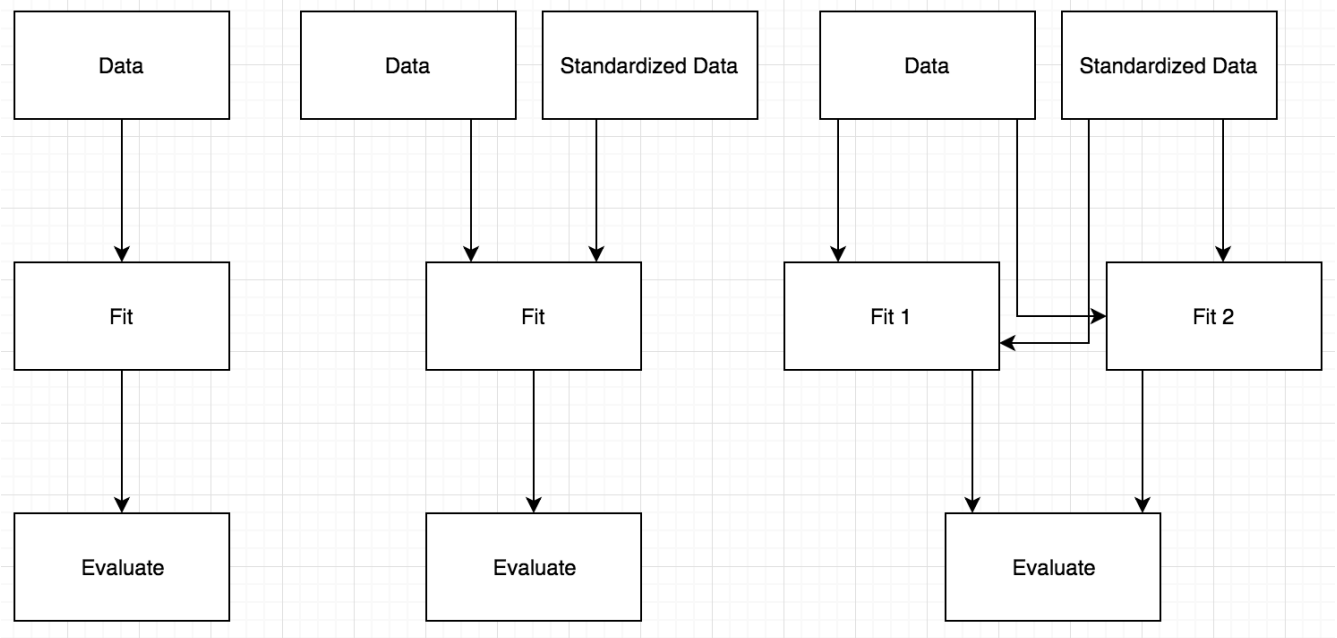 Data
Data
Standardized Data
Data
Standardized Data
Fit
Fit
Fit 1
Fit 2
Evaluate
Evaluate
Evaluate